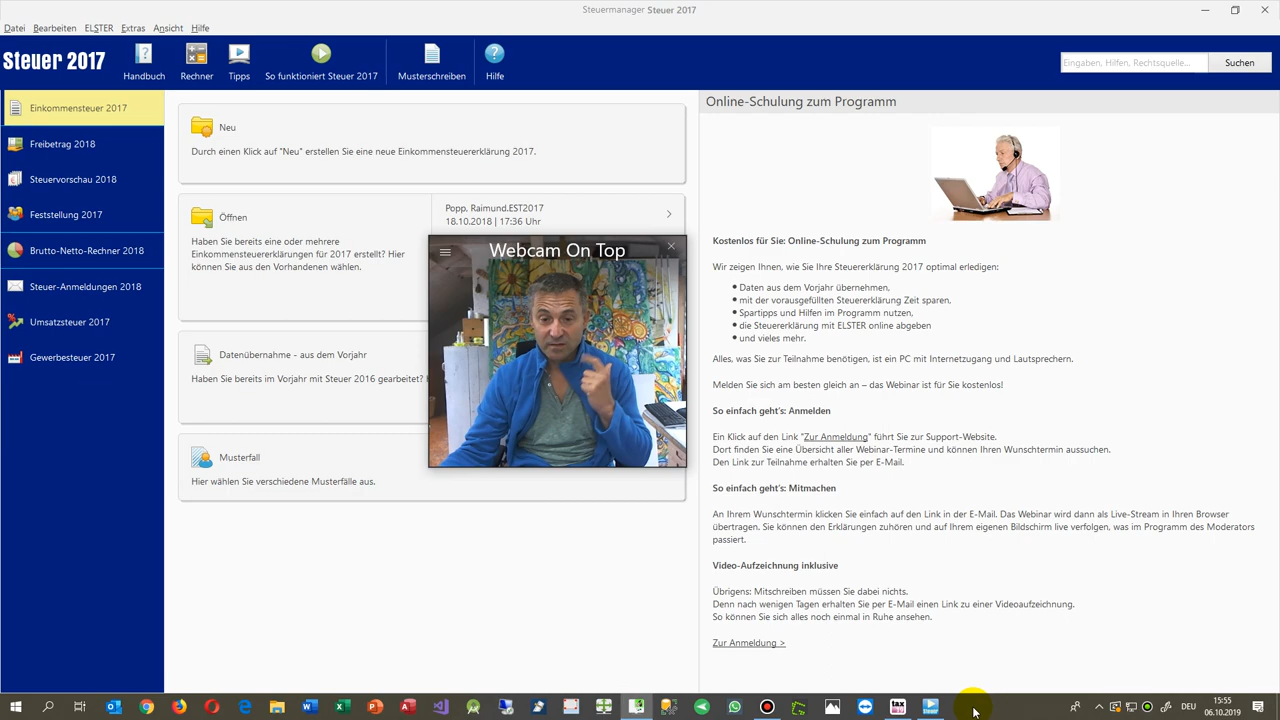 Steuermanager Steuer 2017
Datei Bearbeiten ELSTER Extras Ansicht Hilfe
Steuer 2017
Handbuch Rechner Tipps So funktioniert Steuer 2017 Musterschreiben Hilfe
Eingaben, Hilfen, Rechtsquelle... Suchen
Einkommensteuer 2017
Freibetrag 2018
Steuervorschau 2018
Feststellung 2017
Brutto-Netto-Rechner 2018
Steuer-Anmeldungen 2018
Umsatzsteuer 2017
Gewerbesteuer 2017
Neu
Durch einen Klick auf "Neu" erstellen Sie eine neue Einkommensteuererklärung 2017.
Öffnen
Haben Sie bereits eine oder mehrere
Einkommensteuererklärungen für 2017 erstellt? Hier
können Sie aus den Vorhandenen wählen.
Popp, Raimund.EST2017
18.10.2018 | 17:36 Uhr
Webcam On Top
Datenübernahme - aus dem Vorjahr
Haben Sie bereits im Vorjahr mit Steuer 2016 gearbeitet?
Musterfall
Hier wählen Sie verschiedene Musterfälle aus.
Online-Schulung zum Programm
Kostenlos für Sie: Online-Schulung zum Programm
Wir zeigen Ihnen, wie Sie Ihre Steuererklärung 2017 optimal erledigen:
• Daten aus dem Vorjahr übernehmen,
• mit der vorausgefüllten Steuererklärung Zeit sparen,
• Spartipps und Hilfen im Programm nutzen,
• die Steuererklärung mit ELSTER online abgeben
• und vieles mehr.
Alles, was Sie zur Teilnahme benötigen, ist ein PC mit Internetzugang und Lautsprechern.
Melden Sie sich am besten gleich an – das Webinar ist für Sie kostenlos!
So einfach geht's: Anmelden
Ein Klick auf den Link "Zur Anmeldung" führt Sie zur Support-Website.
Dort finden Sie eine Übersicht aller Webinar-Termine und können Ihren Wunschtermin aussuchen.
Den Link zur Teilnahme erhalten Sie per E-Mail.
So einfach geht's: Mitmachen
An Ihrem Wunschtermin klicken Sie einfach auf den Link in der E-Mail. Das Webinar wird dann als Live-Stream in Ihren Browser
übertragen. Sie können den Erklärungen zuhören und auf Ihrem eigenen Bildschirm live verfolgen, was im Programm des Moderators
passiert.
Video-Aufzeichnung inklusive
Übrigens: Mitschreiben müssen Sie dabei nichts.
Denn nach wenigen Tagen erhalten Sie per E-Mail einen Link zu einer Videoaufzeichnung.
So können Sie sich alles noch einmal in Ruhe ansehen.
Zur Anmeldung >
tax
DEU
15:55
06.10.2019